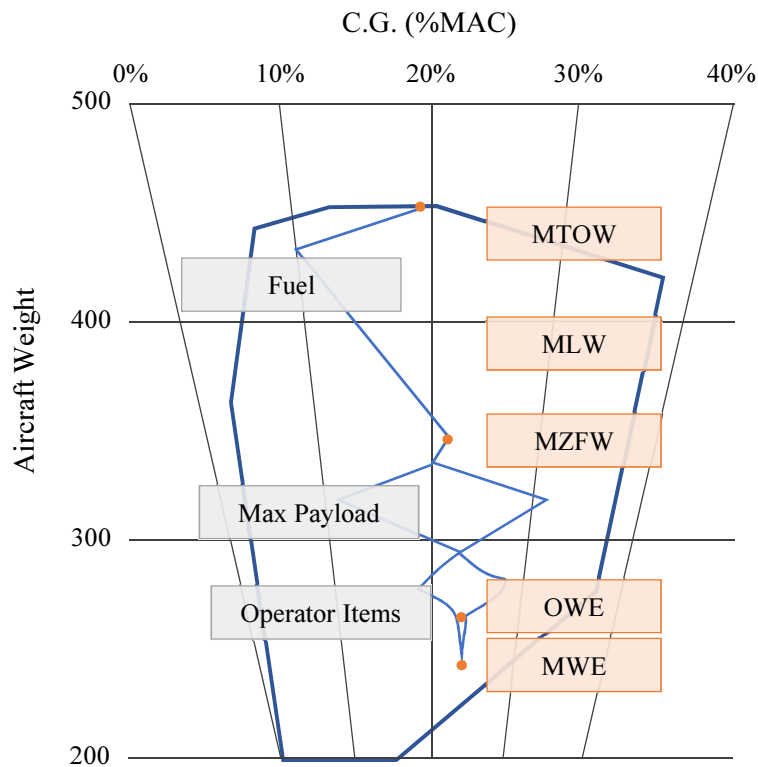 C.G. (%MAC)
0% 10% 20% 30% 40%
500
MTOW
Fuel
400
MLW
Aircraft Weight
MZFW
Max Payload
300
OWE
Operator Items
MWE
200